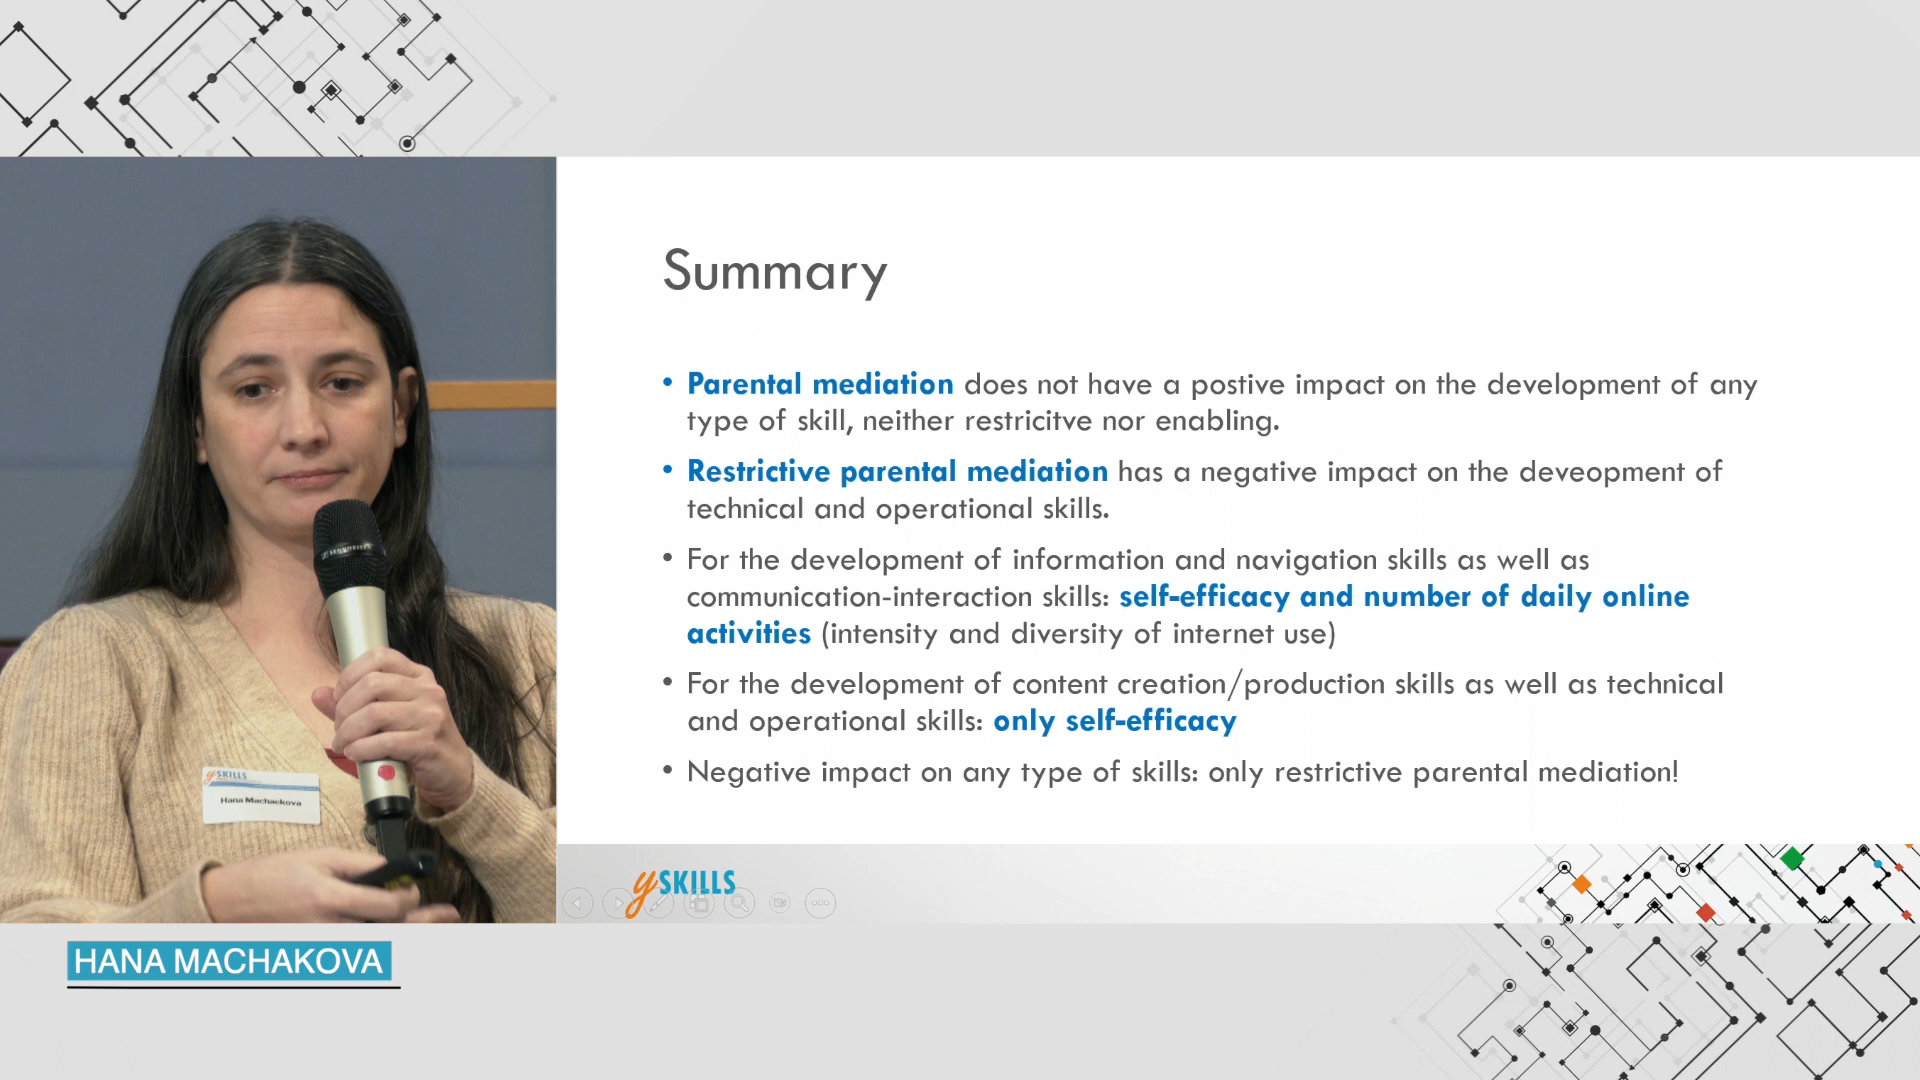 Summary
• Parental mediation does not have a postive impact on the development of any
type of skill, neither restricitve nor enabling.
• Restrictive parental mediation has a negative impact on the deveopment of
technical and operational skills.
• For the development of information and navigation skills as well as
communication-interaction skills: self-efficacy and number of daily online
activities (intensity and diversity of internet use)
• For the development of content creation/production skills as well as technical
and operational skills: only self-efficacy
• Negative impact on any type of skills: only restrictive parental mediation!
ySKILLS
Hana Machackova
ySKILLS
HANA MACHAKOVA